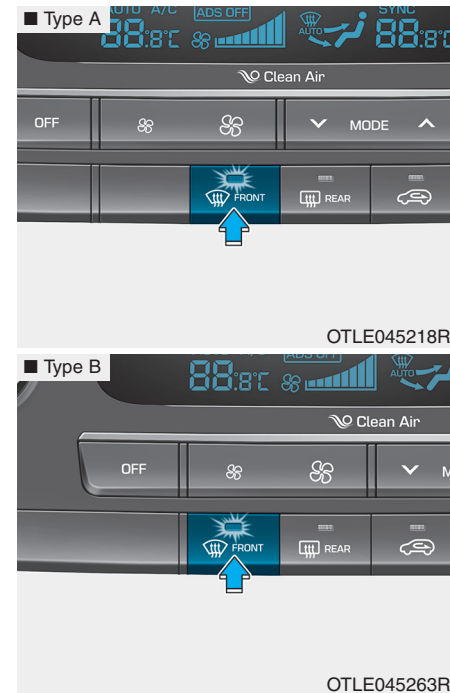 ■ Type A
AUTO A/C ADS OFF SYNC
88:8°C AUTO 88:8°C
Clean Air
OFF MODE
FRONT REAR
OTLE045218R
■ Type B
ADS OFF
88:8°C AUTO
Clean Air
OFF M
FRONT REAR
OTLE045263R